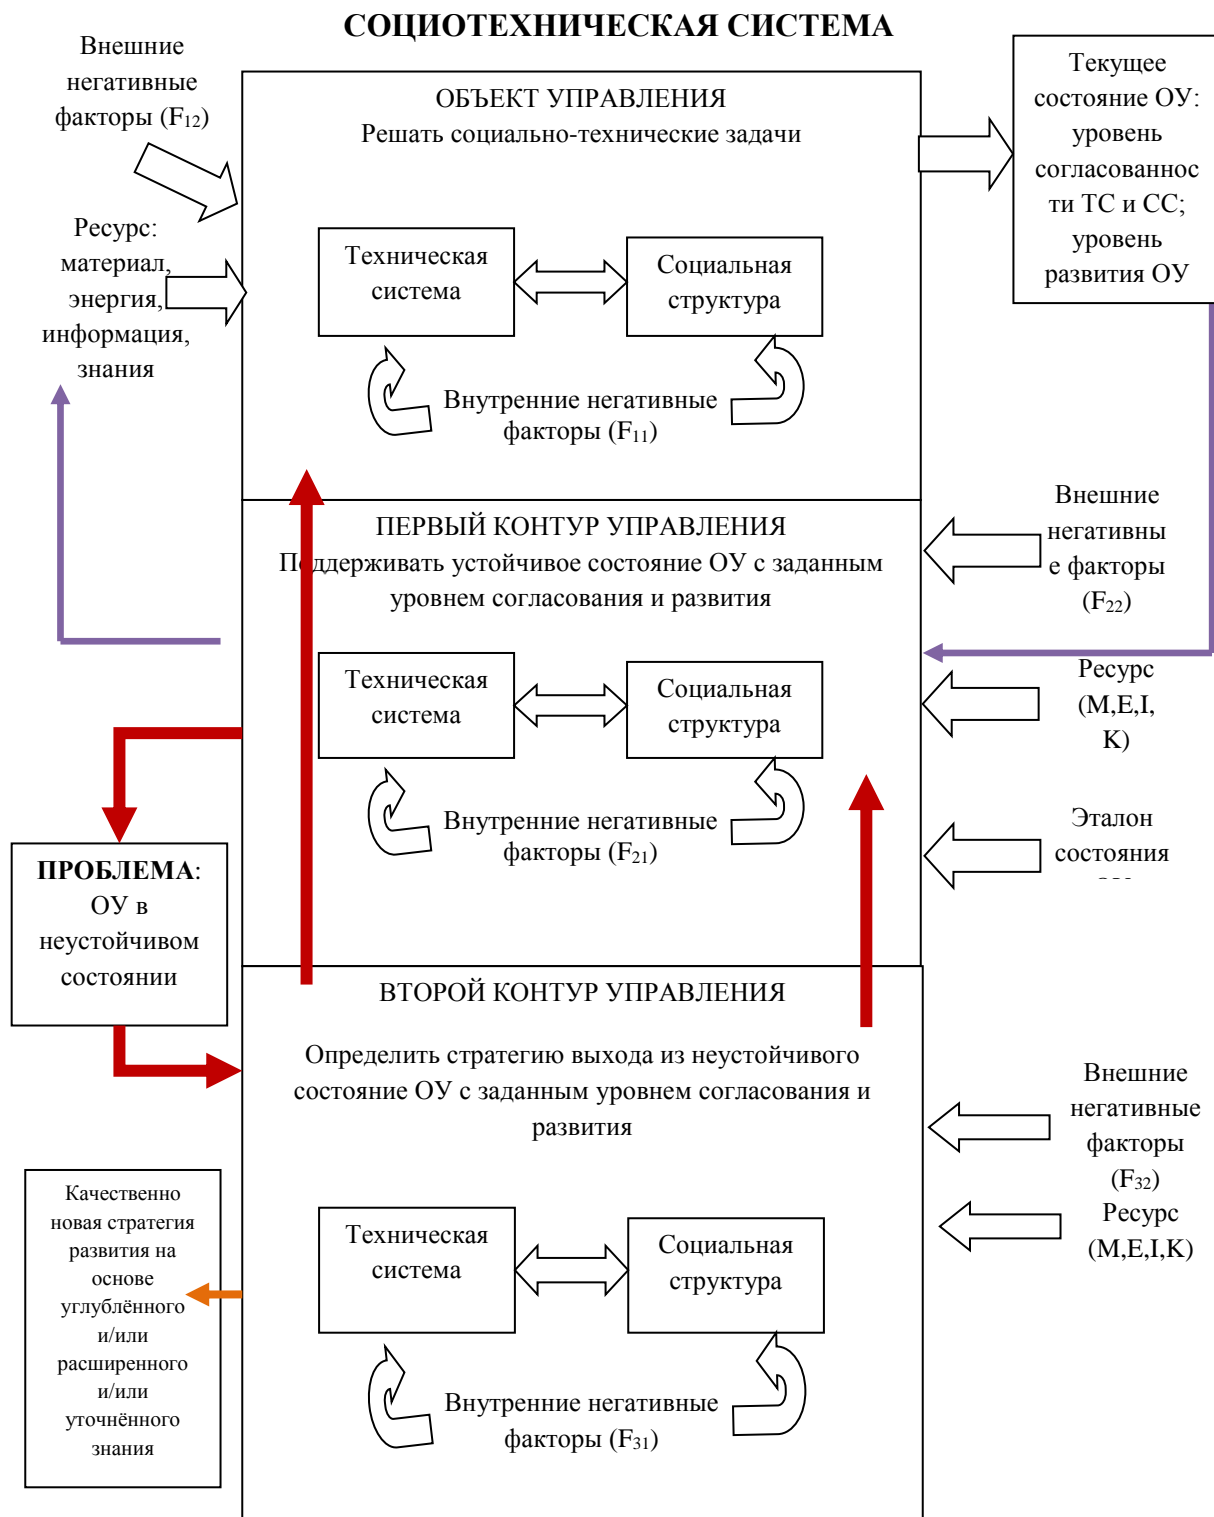 СОЦИОТЕХНИЧЕСКАЯ СИСТЕМА
Внешние
негативные
факторы (F12)
Ресурс:
материал,
энергия,
информация,
знания
ОБЪЕКТ УПРАВЛЕНИЯ
Решать социально-технические задачи
Техническая
система
Социальная
структура
Внутренние негативные
факторы (F11)
Текущее
состояние ОУ:
уровень
согласованнос
ти ТС и СС;
уровень
развития ОУ
ПЕРВЫЙ КОНТУР УПРАВЛЕНИЯ
Поддерживать устойчивое состояние ОУ с заданным
уровнем согласования и развития
Техническая
система
Социальная
структура
Внутренние негативные
факторы (F21)
Внешние
негативны
е факторы
(F22)
Ресурс
(M,E,I,
K)
Эталон
состояния
ПРОБЛЕМА:
ОУ в
неустойчивом
состоянии
ВТОРОЙ КОНТУР УПРАВЛЕНИЯ
Определить стратегию выхода из неустойчивого
состояние ОУ с заданным уровнем согласования и
развития
Техническая
система
Социальная
структура
Внутренние негативные
факторы (F31)
Внешние
негативные
факторы
(F32)
Ресурс
(M,E,I,K)
Качественно
новая стратегия
развития на
основе
углублённого
и/или
расширенного
и/или
уточнённого
знания